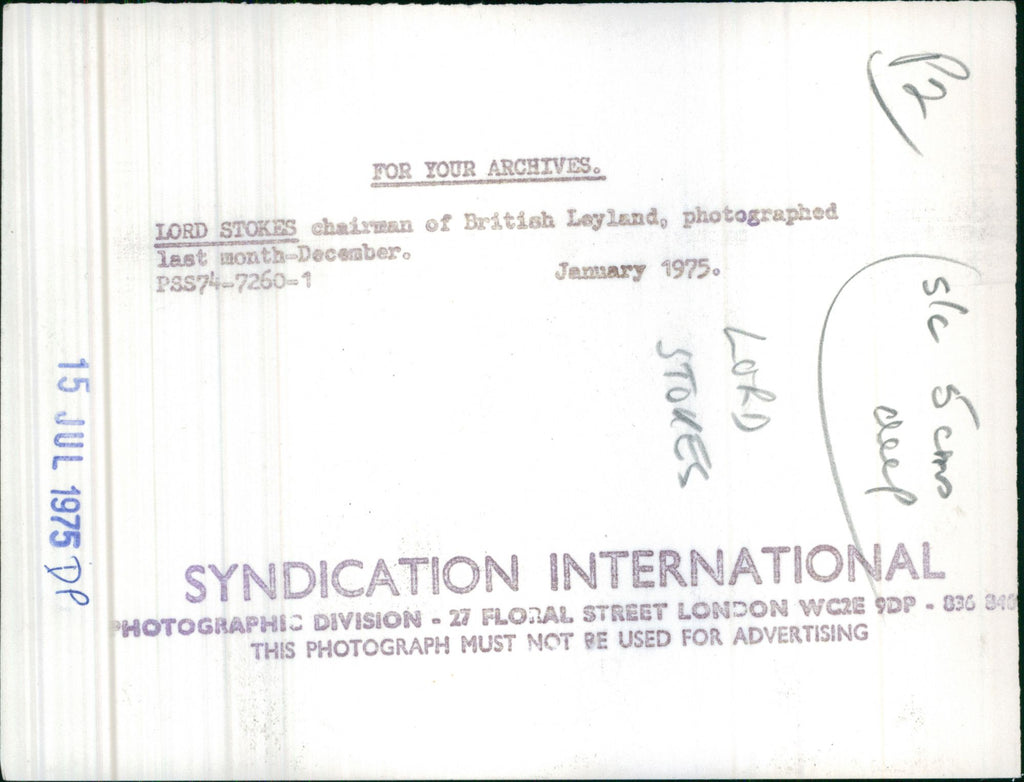 P2
FOR YOUR ARCHIVES.
LORD STOKES chairman of British Leyland, photographed
last month-December.
PSS74-7260-1
January 1975.
s/c 5 cms
deep
LORD
STOKES
15 JUL 1975 DP
SYNDICATION INTERNATIONAL
PHOTOGRAPHIC DIVISION - 27 FLORAL STREET LONDON WC2E 9DP - 836
THIS PHOTOGRAPH MUST NOT BE USED FOR ADVERTISING